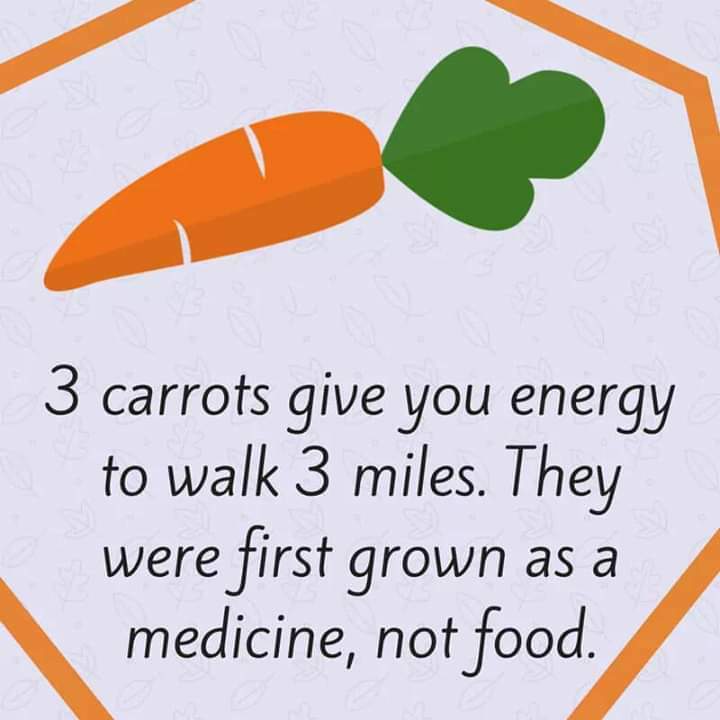 3 carrots give you energy
to walk 3 miles. They
were first grown as a
medicine, not food.